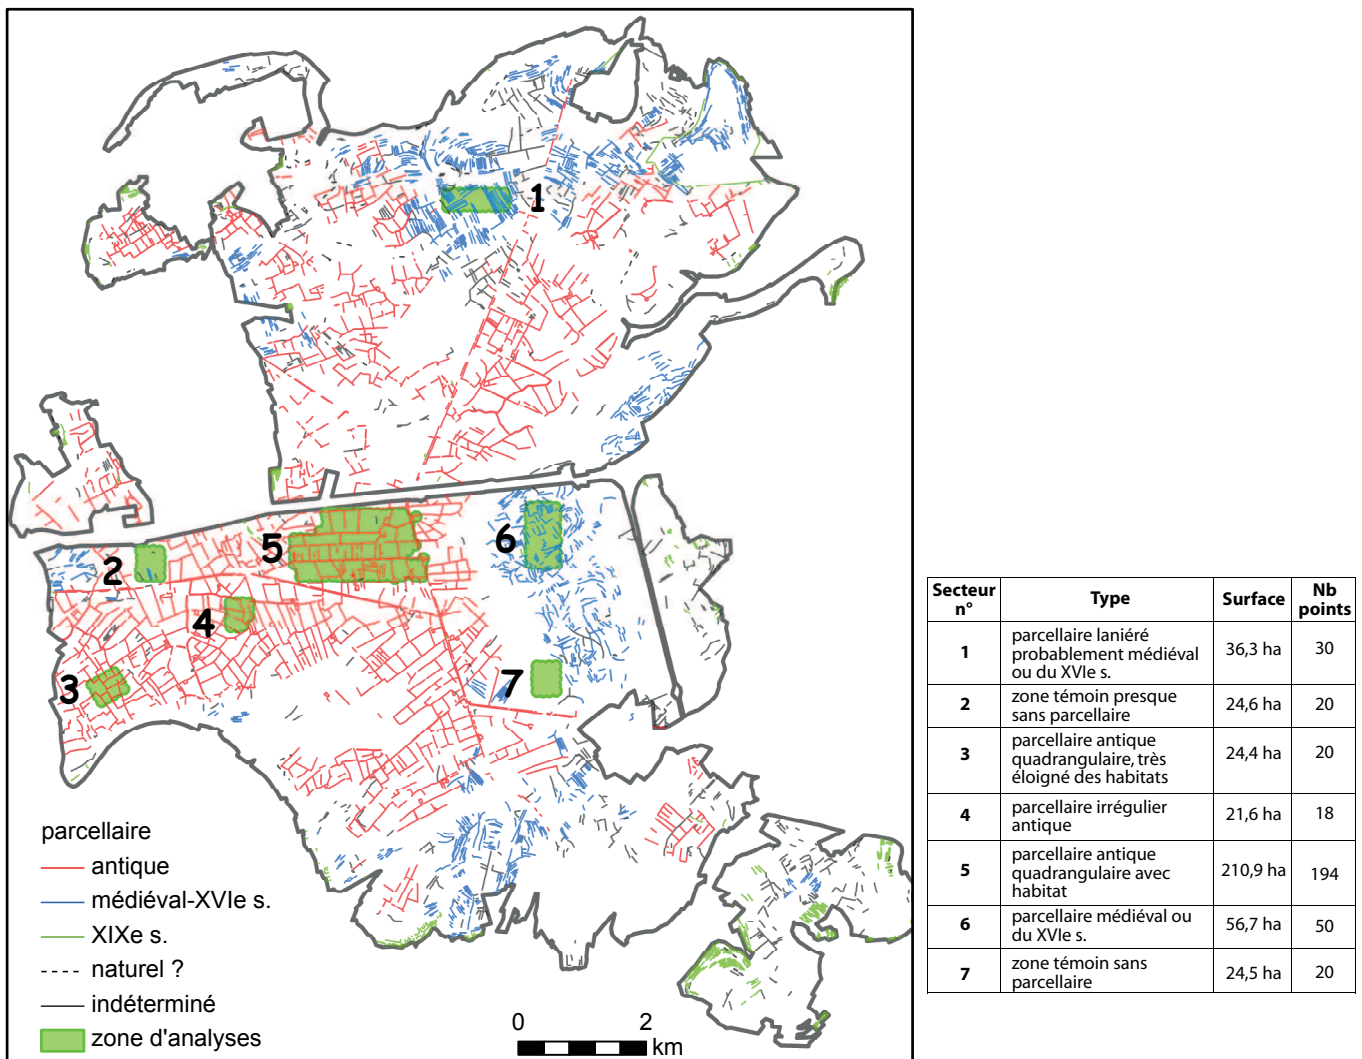 1
2
3
4
5
6
7
parcellaire
antique
médiéval-XVIe s.
XIXe s.
naturel ?
indéterminé
zone d'analyses
0 2
km
Secteur n° Type Surface Nb points
1 parcellaire laniéré probablement médiéval ou du XVIe s. 36,3 ha 30
2 zone témoin presque sans parcellaire 24,6 ha 20
3 parcellaire antique quadrangulaire, très éloigné des habitats 24,4 ha 20
4 parcellaire irrégulier antique 21,6 ha 18
5 parcellaire antique quadrangulaire avec habitat 210,9 ha 194
6 parcellaire médiéval ou du XVIe s. 56,7 ha 50
7 zone témoin sans parcellaire 24,5 ha 20